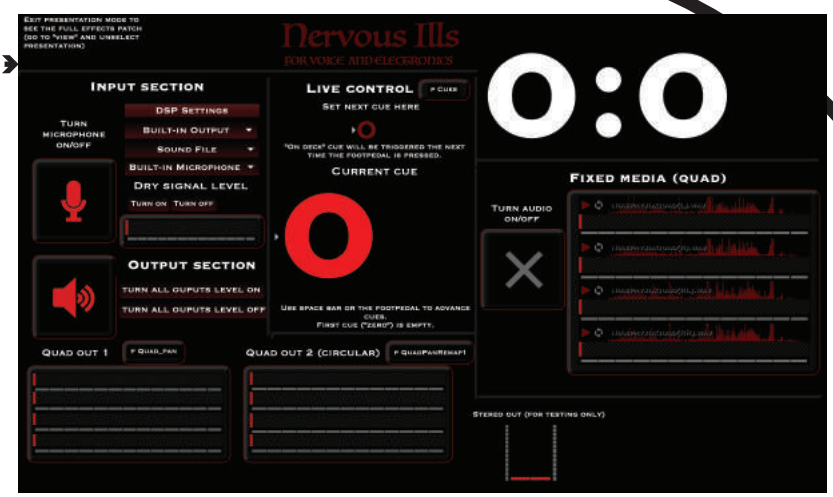 Exit presentation mode to
see the full effects patch
(go to "view" and unselect
presentation)
Nervous Ills
for voice and electronics
0:0
Input section
Turn
microphone
on/off
DSP Settings
Built-in Output
Sound File
Built-in Microphone
Dry signal level
Turn on Turn off
Output section
turn all ouputs level on
turn all ouputs level off
Live control
p Cues
Set next cue here
0
"On deck" cue will be triggered the next
time the footpedal is pressed.
Current cue
0
Use space bar or the footpedal to advance
cues.
First cue ("zero") is empty.
Fixed media (quad)
Turn audio
on/off
Quad out 1
p Quad_pan
Quad out 2 (circular)
p QuadPanRemap1
Stereo out (for testing only)